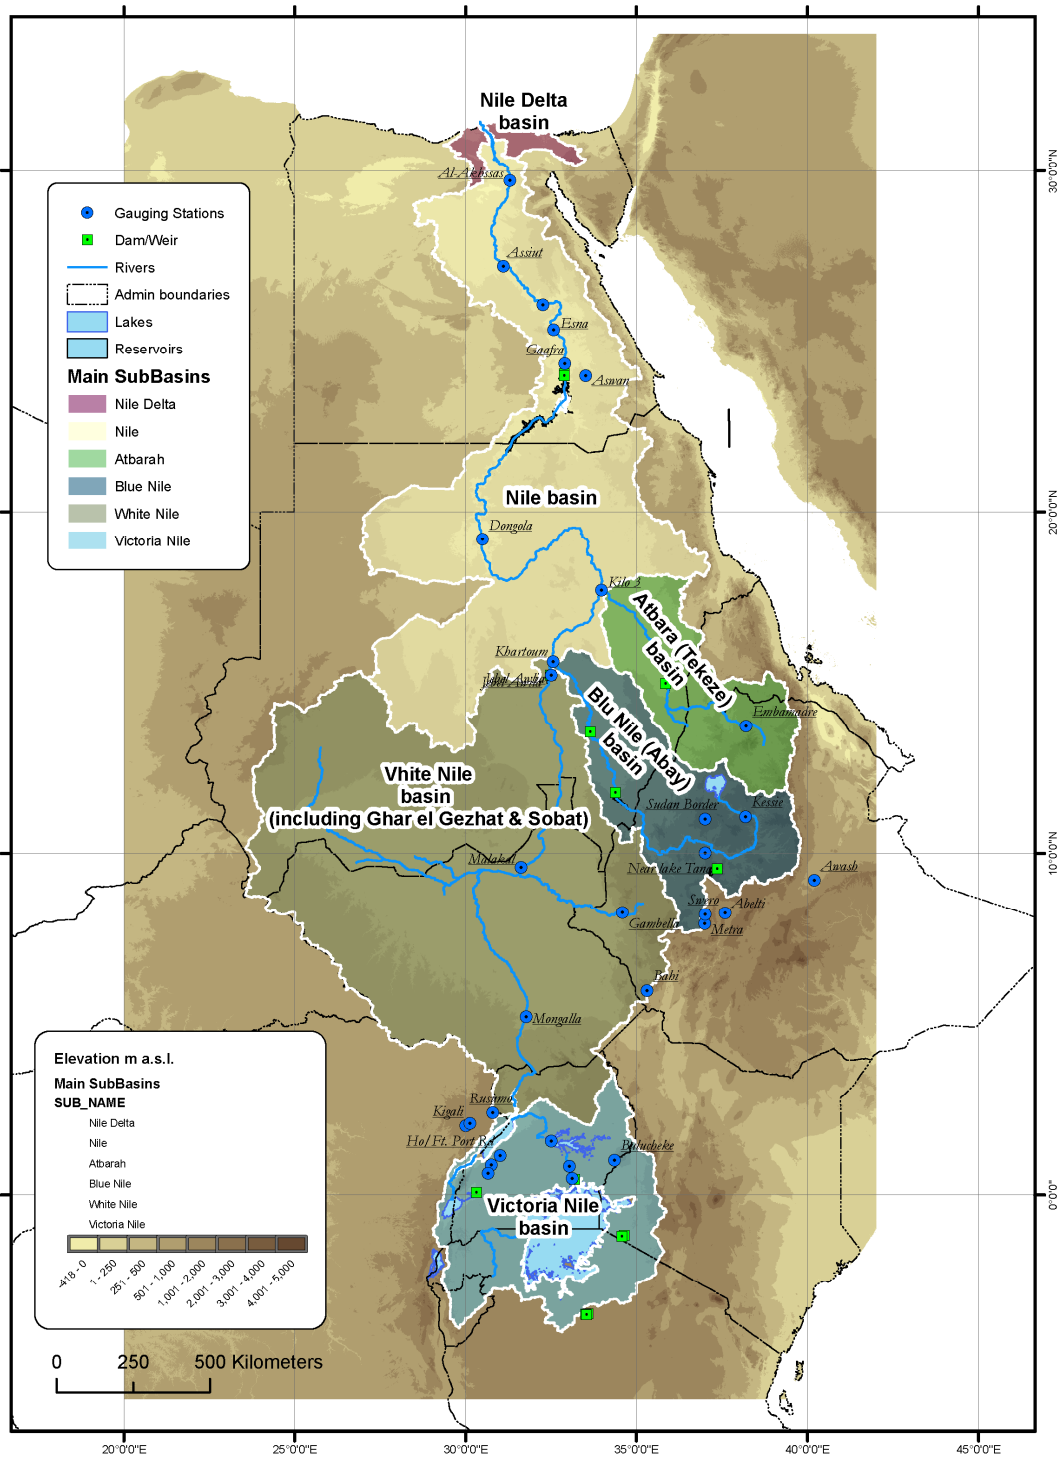 Nile Delta
basin
30°0'0"N
Al-Akhssas
Gauging Stations
Dam/Weir
Rivers
Admin boundaries
Lakes
Reservoirs
Main SubBasins
Nile Delta
Nile
Atbarah
Blue Nile
White Nile
Victoria Nile
Assiut
Esna
Gaafra
Aswan
Nile basin
20°0'0"N
Dongola
Kilo 3
Atbara (Tekeze)
basin
Khartoum
Jebel Awlia
Embamadre
Blu Nile (Abay)
basin
Vhite Nile
basin
(including Ghar el Gezhat & Sobat)
Sudan Border
Kessie
10°0'0"N
Malakal
Near lake Tana
Awash
Swero
Abelti
Gambella
Metra
Bahi
Mongalla
Elevation m a.s.l.
Main SubBasins
SUB_NAME
Nile Delta
Nile
Atbarah
Blue Nile
White Nile
Victoria Nile
-418 - 0
1 - 250
251 - 500
501 - 1,000
1,001 - 2,000
2,001 - 3,000
3,001 - 4,000
4,001 - 5,000
Rusumo
Kigali
Ho/Ft. Port Rd
Bulucheke
0°0'0"
Victoria Nile
basin
0 250 500 Kilometers
20°0'0"E 25°0'0"E 30°0'0"E 35°0'0"E 40°0'0"E 45°0'0"E